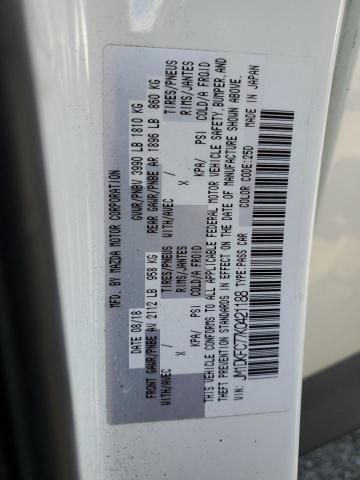 MFD. BY MAZDA MOTOR CORPORATION
DATE 08/18 GVWR/PNBV 3990 LB 1810 KG
FRONT GAWR/PNBE AV 2112 LB 958 KG REAR GAWR/PNBE AR 1896 LB 860 KG
WITH/AVEC TIRES/PNEUS WITH/AVEC TIRES/PNEUS
X RIMS/JANTES X RIMS/JANTES
KPA/ PSI COLD/A FROID KPA/ PSI COLD/A FROID
THIS VEHICLE CONFORMS TO ALL APPLICABLE FEDERAL MOTOR VEHICLE SAFETY, BUMPER, AND
THEFT PREVENTION STANDARDS IN EFFECT ON THE DATE OF MANUFACTURE SHOWN ABOVE.
JM1DKFC77K0421188 COLOR CODE:25D MADE IN JAPAN
VIN: TYPE:PASS CAR